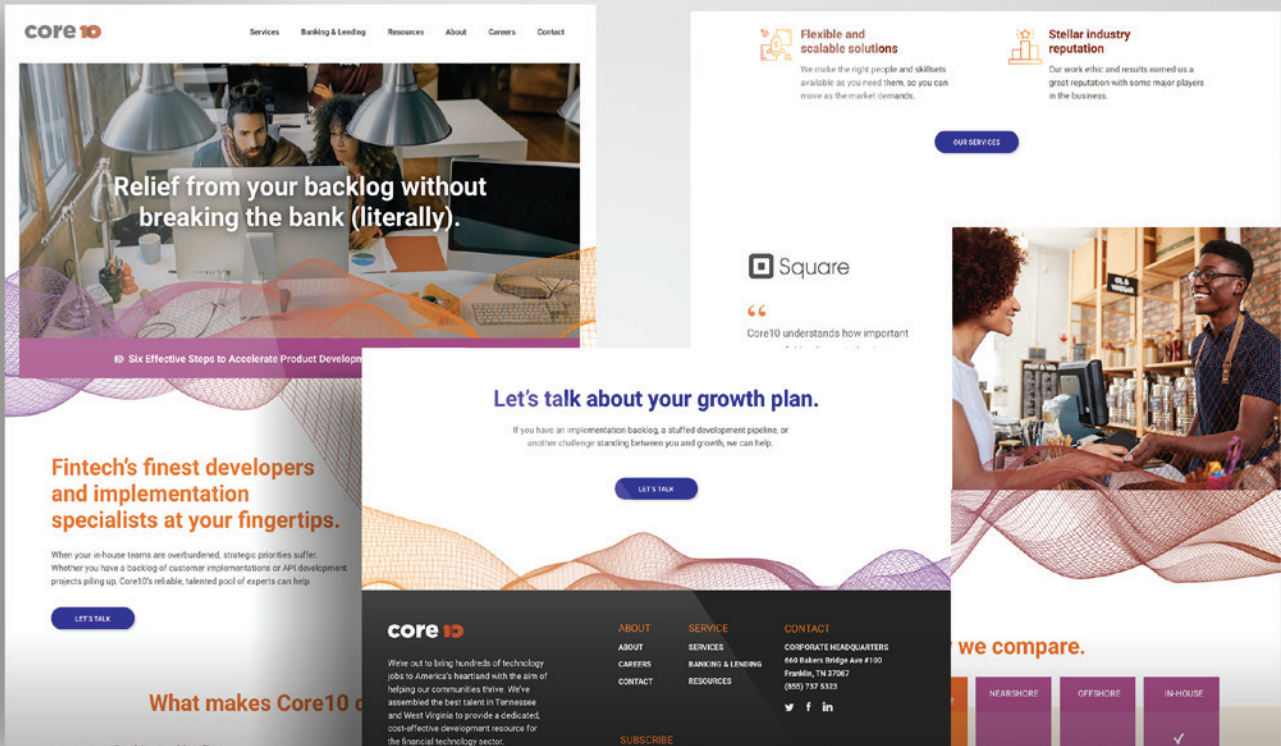 core10
Services Banking & Lending Resources About Careers Contact
Relief from your backlog without
breaking the bank (literally).
Six Effective Steps to Accelerate Product
Fintech's finest developers
and implementation
specialists at your fingertips.
When your in-house teams are overburdened, strategic priorities suffer.
Whether you have a backlog of customer implementations or API development
projects piling up. Core10's reliable, talented pool of experts can help.
LET'S TALK
What makes Core10
Flexible and
scalable solutions
We make the right people and skillsets
available as you need them, so you can
move as the market demands.
Stellar industry
reputation
Our work ethic and results earned us a
great reputation with some major players
in the business.
OUR SERVICES
Square
“
Core10 understands how important
OIL &
VINEGAR
Let's talk about your growth plan.
If you have an implementation backlog, a stuffed development pipeline, or
another challenge standing between you and growth, we can help.
LET'S TALK
core10
We're out to bring hundreds of technology
jobs to America's heartland with the aim of
helping our communities thrive. We've
assembled the best talent in Tennessee
and West Virginia to provide a dedicated,
cost-effective development resource for
the financial technology sector.
ABOUT
ABOUT
CAREERS
CONTACT
SERVICE
SERVICES
BANKING & LENDING
RESOURCES
CONTACT
CORPORATE HEADQUARTERS
660 Bakers Bridge Ave #100
Franklin, TN 37067
(855) 737 5323
SUBSCRIBE
we compare.
NEARSHORE OFFSHORE IN-HOUSE